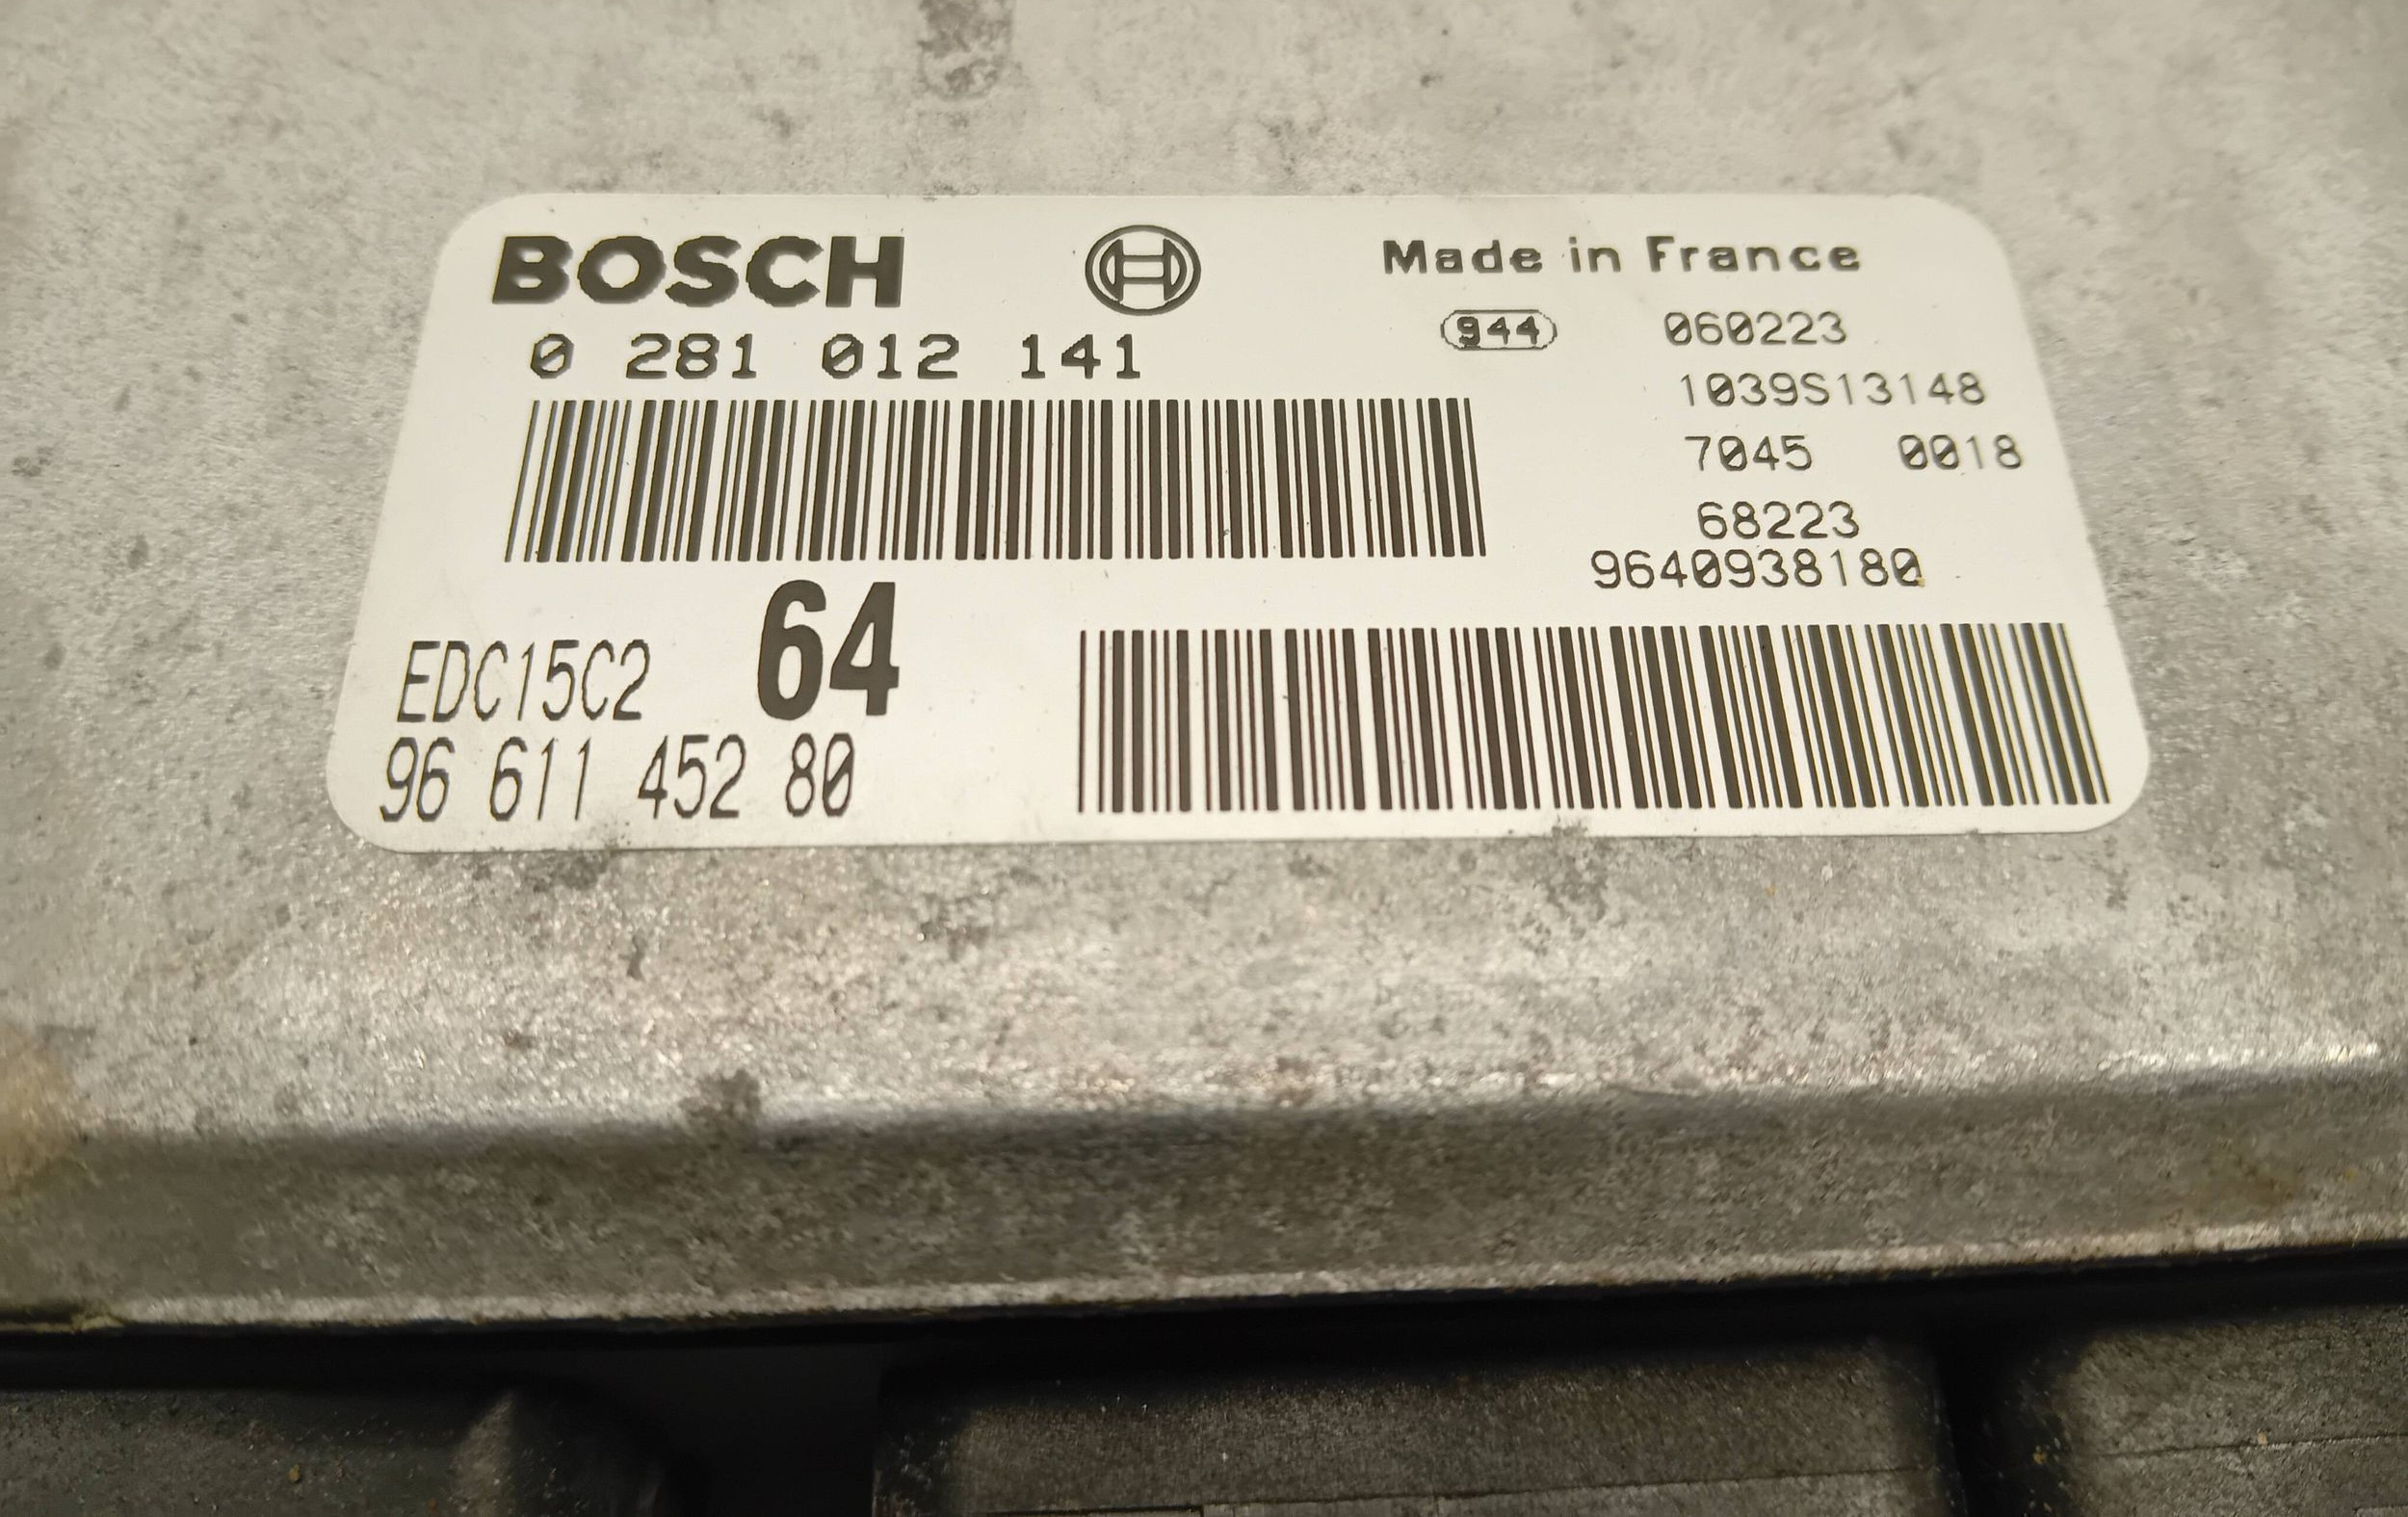 BOSCH
Made in France
0 281 012 141
944 060223
1039S13148
7045 0018
68223
9640938180
EDC15C2 64
96 611 452 80